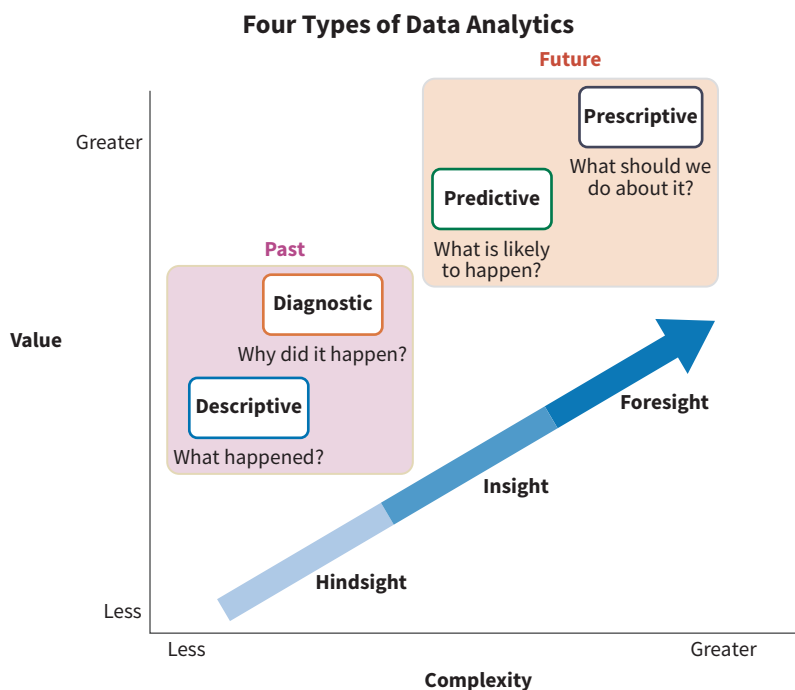 Four Types of Data Analytics
Future
Prescriptive
Greater
What should we
do about it?
Predictive
Past
What is likely
to happen?
Diagnostic
Value
Why did it happen?
Descriptive
Foresight
What happened?
Insight
Hindsight
Less
Less
Greater
Complexity